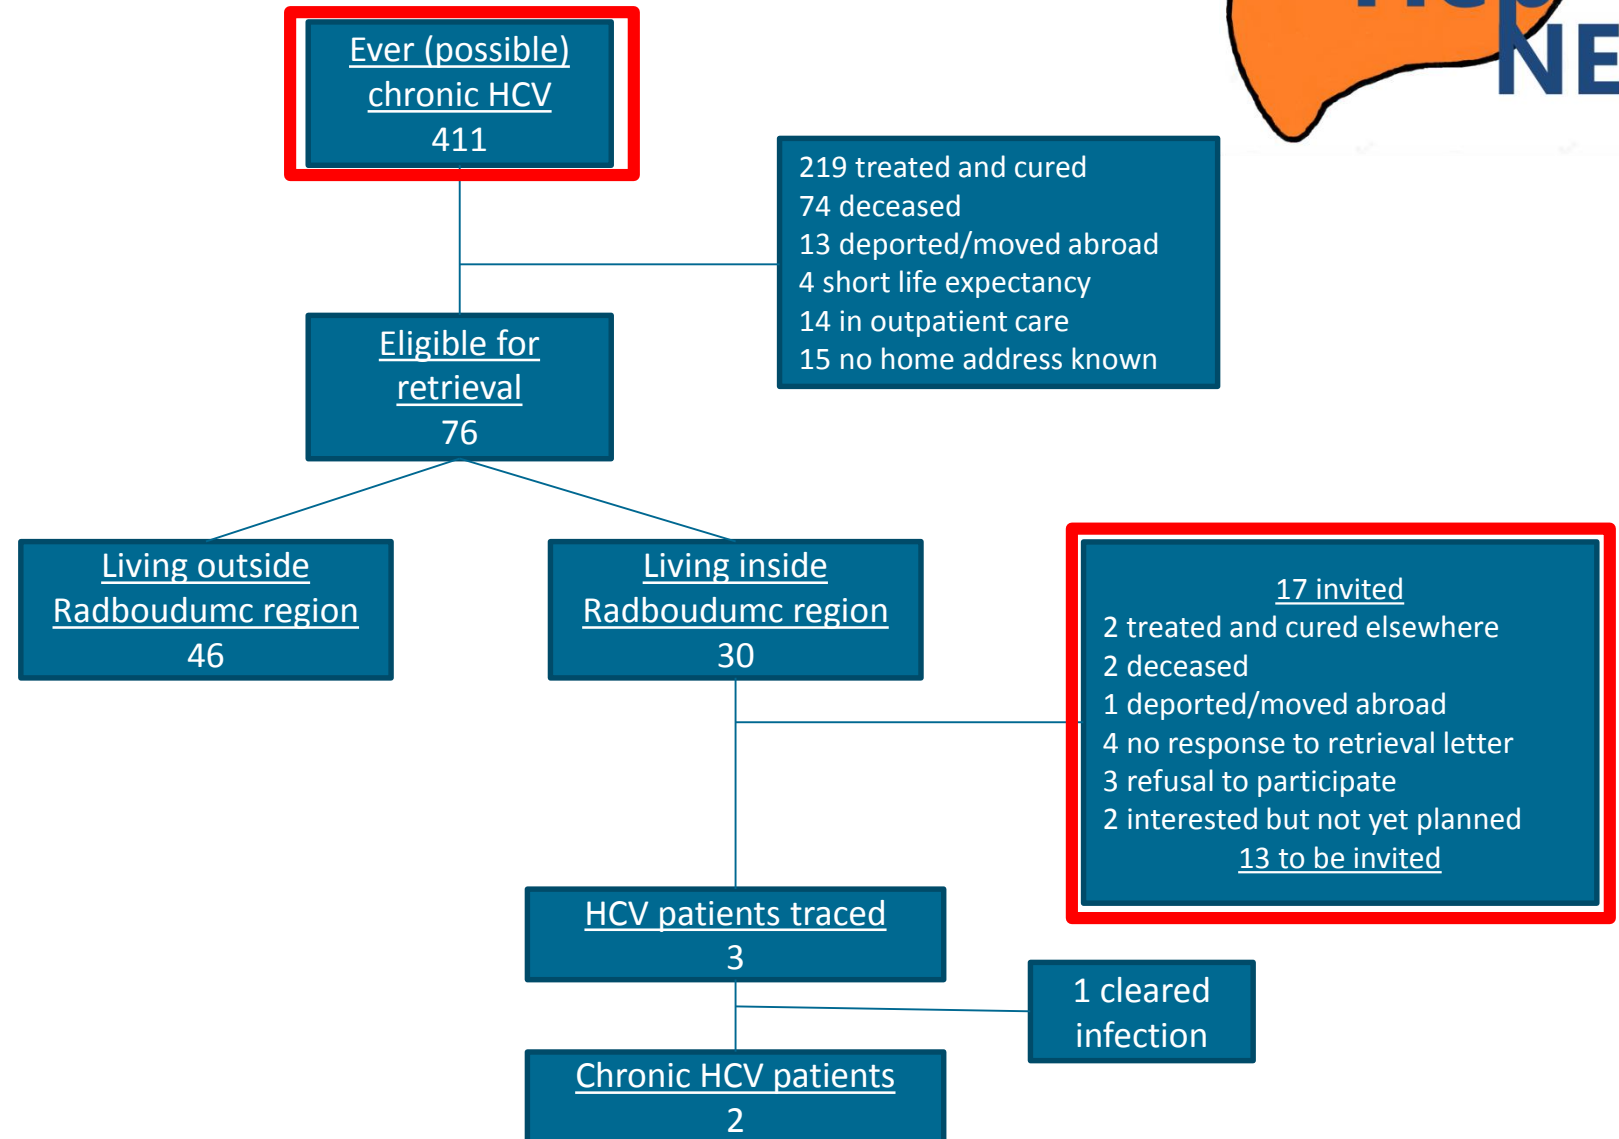 NE
Ever (possible)
chronic HCV
411
219 treated and cured
74 deceased
13 deported/moved abroad
4 short life expectancy
14 in outpatient care
15 no home address known
Eligible for
retrieval
76
Living outside
Radboudumc region
46
Living inside
Radboudumc region
30
17 invited
2 treated and cured elsewhere
2 deceased
1 deported/moved abroad
4 no response to retrieval letter
3 refusal to participate
2 interested but not yet planned
13 to be invited
HCV patients traced
3
1 cleared
infection
Chronic HCV patients
2